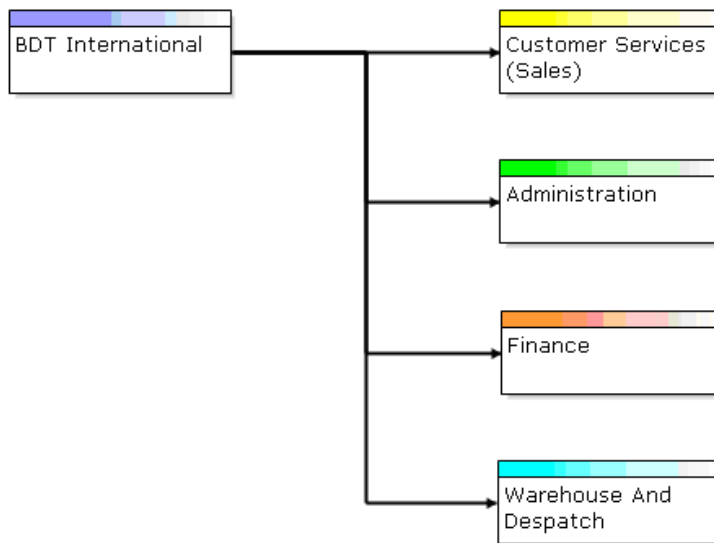 BDT International
Customer Services
(Sales)
Administration
Finance
Warehouse And
Despatch